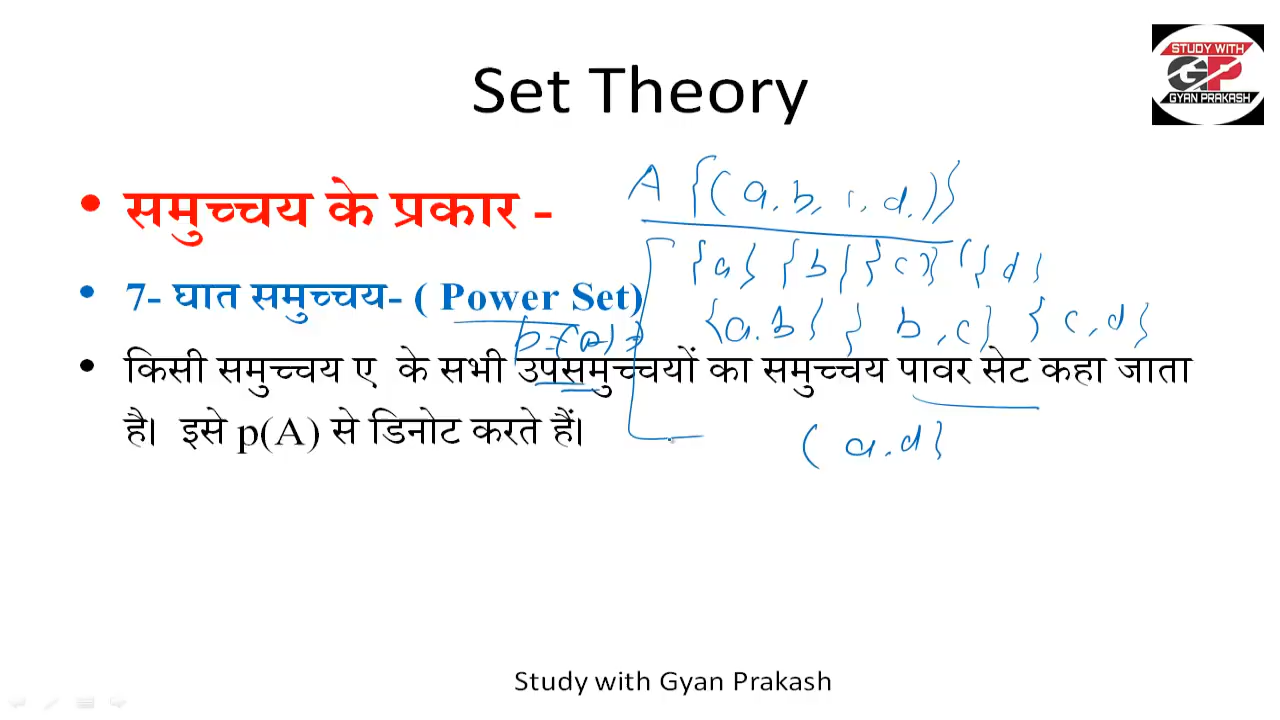 Set Theory
STUDY WITH
GP
GYAN PRAKASH
• समुच्चय के प्रकार -
A {( a.b, c, d.)}
{a} {b} {c} {d}
• 7- घात समुच्चय- ( Power Set)
{a.b} } b,c} {c,d}
p=(A)=
• किसी समुच्चय ए के सभी उपसमुच्चयों का समुच्चय पावर सेट कहा जाता
है। इसे p(A) से डिनोट करते हैं।
( a.d}
Study with Gyan Prakash